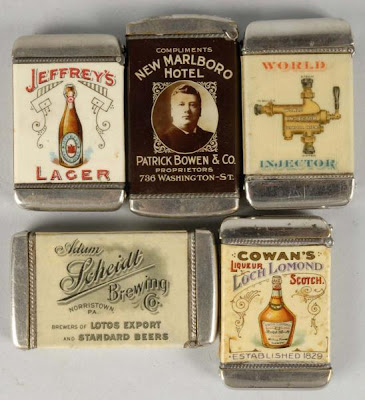 JEFFREY'S
LAGER
COMPLIMENTS
NEW MARLBORO
HOTEL
PATRICK BOWEN & CO.
PROPRIETORS
736 WASHINGTON-ST.
WORLD
INJECTOR
Adam
Scheidt
Brewing
Co.
NORRISTOWN,
PA.
BREWERS OF LOTOS EXPORT
AND STANDARD BEERS
COWAN'S
LIQUEUR
LOCH LOMOND
SCOTCH.
ESTABLISHED 1829